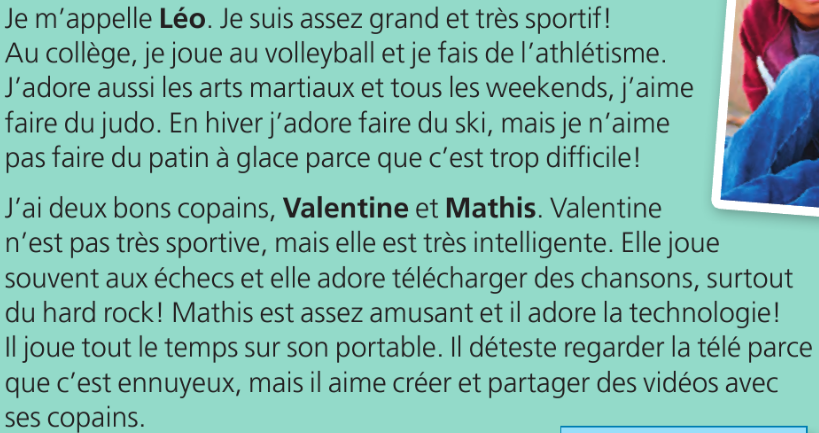 Je m’appelle Léo. Je suis assez grand et très sportif!
Au collège, je joue au volleyball et je fais de l’athlétisme.
J’adore aussi les arts martiaux et tous les weekends, j’aime
faire du judo. En hiver j’adore faire du ski, mais je n’aime
pas faire du patin à glace parce que c’est trop difficile!
J’ai deux bons copains, Valentine et Mathis. Valentine
n’est pas très sportive, mais elle est très intelligente. Elle joue
souvent aux échecs et elle adore télécharger des chansons, surtout
du hard rock! Mathis est assez amusant et il adore la technologie!
Il joue tout le temps sur son portable. Il déteste regarder la télé parce
que c’est ennuyeux, mais il aime créer et partager des vidéos avec
ses copains.